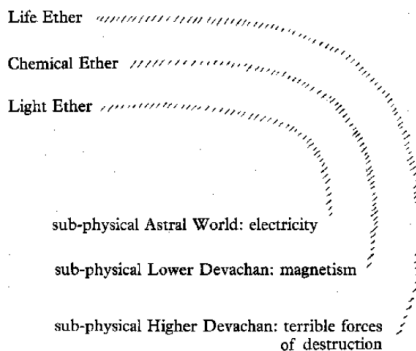 Life Ether
Chemical Ether
Light Ether
sub-physical Astral World: electricity
sub-physical Lower Devachan: magnetism
sub-physical Higher Devachan: terrible forces
of destruction